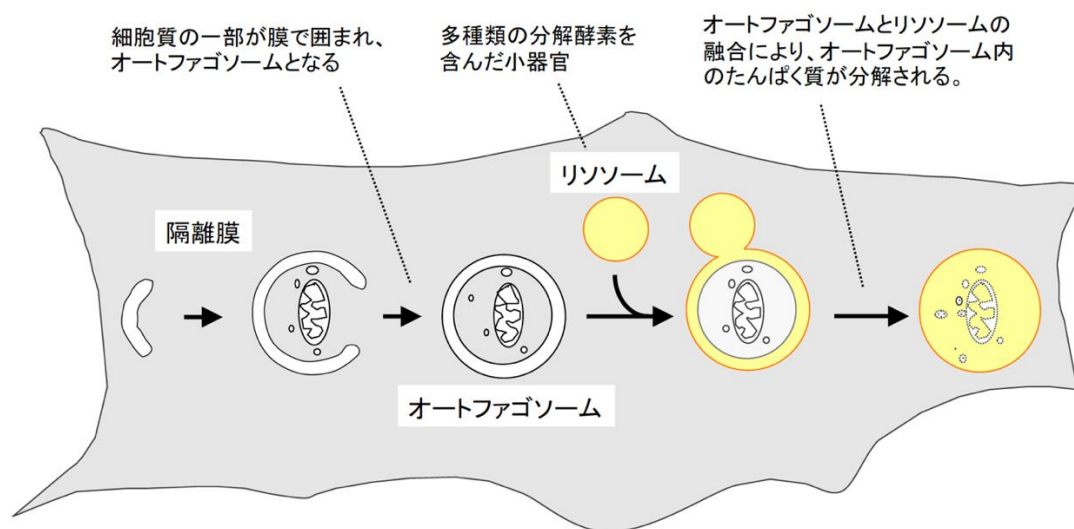 細胞質の一部が膜で囲まれ、
オートファゴソームとなる
多種類の分解酵素を
含んだ小器官
オートファゴソームとリソソームの
融合により、オートファゴソーム内
のたんぱく質が分解される。
リソソーム
隔離膜
オートファゴソーム